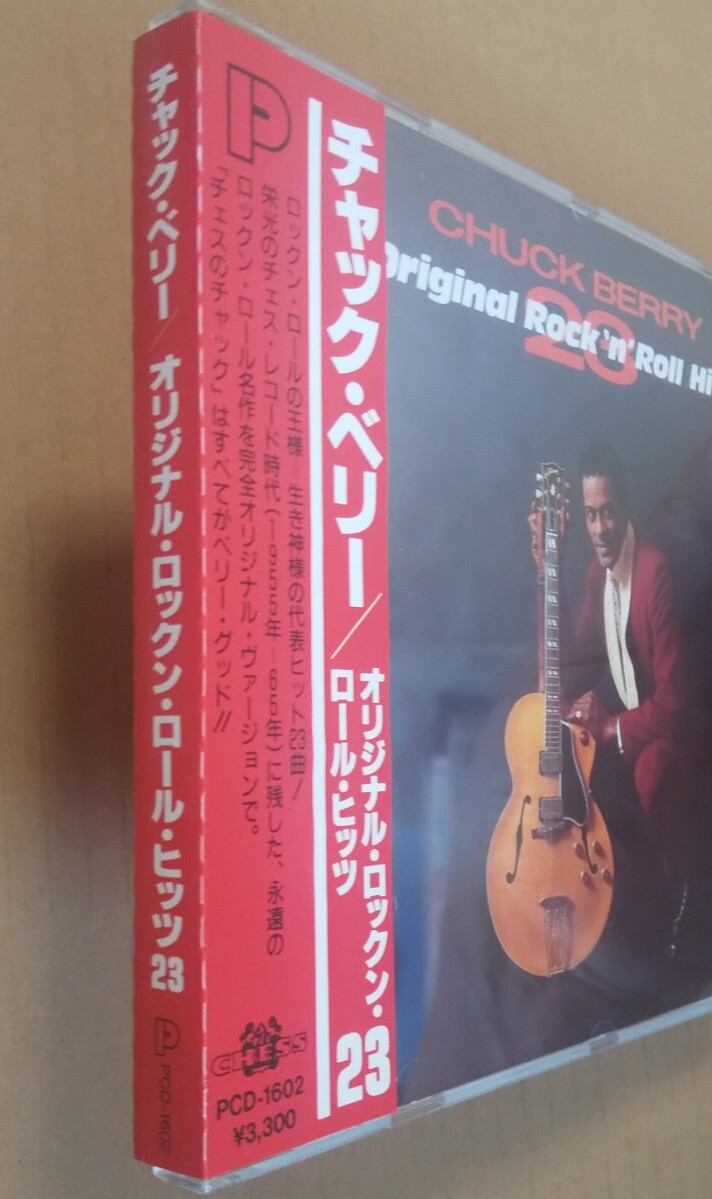 チャック・ベリー/オリジナル・ロックン・ロール・ヒッツ23
P
PCD-1602
P
ロックン・ロールの王様=生き神様の代表ヒット23曲!
栄光のチェス・レコード時代(1955年-65年)に残した、永遠の
ロックン・ロール名作を完全オリジナル・ヴァージョンで。
「チェスのチャック」はすべてがベリー・グッド!!
CHESS
PCD-1602
¥3,300
チャック・ベリー/
オリジナル・ロックン・
ロール・ヒッツ
23
CHUCK BERRY
23
Original Rock 'n' Roll Hi